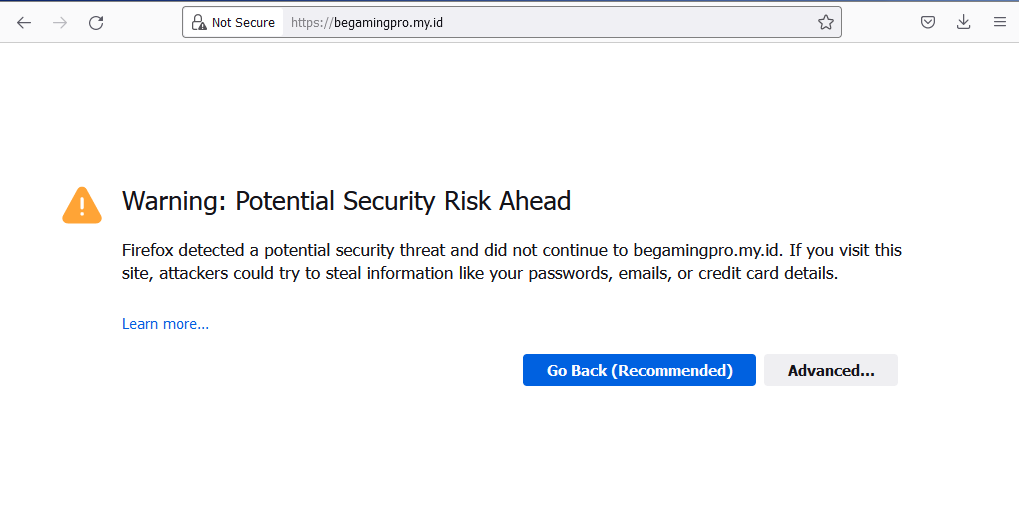 Not Secure https://begamingpro.my.id
Warning: Potential Security Risk Ahead
Firefox detected a potential security threat and did not continue to begamingpro.my.id. If you visit this
site, attackers could try to steal information like your passwords, emails, or credit card details.
Learn more...
Go Back (Recommended) Advanced...